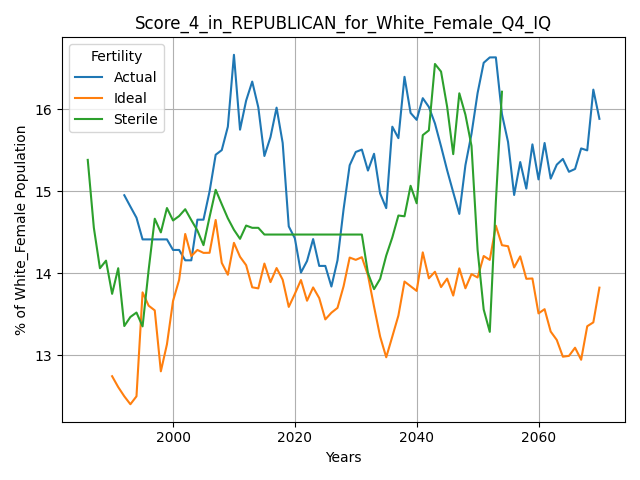 Score_4_in_REPUBLICAN_for_White_Female_Q4_IQ
Fertility
Actual
Ideal
Sterile
% of White_Female Population
16
15
14
13
2000
2020
2040
2060
Years